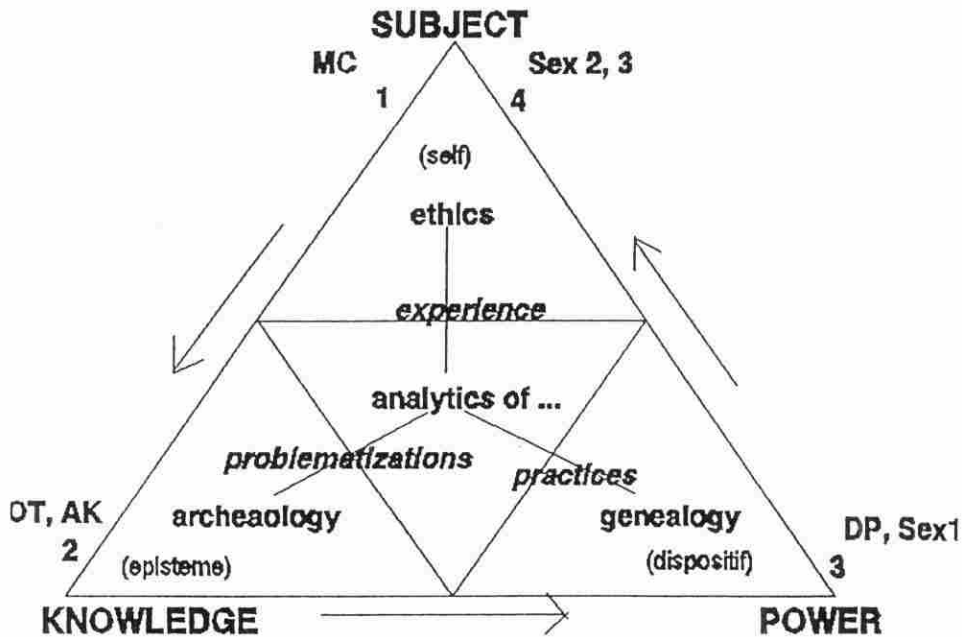 SUBJECT
MC
Sex 2, 3
1
4
(self)
ethics
experience
analytics of ...
problematizations
practices
OT, AK
archeaology
genealogy
DP, Sex1
2
(episteme)
(dispositif)
3
KNOWLEDGE
POWER